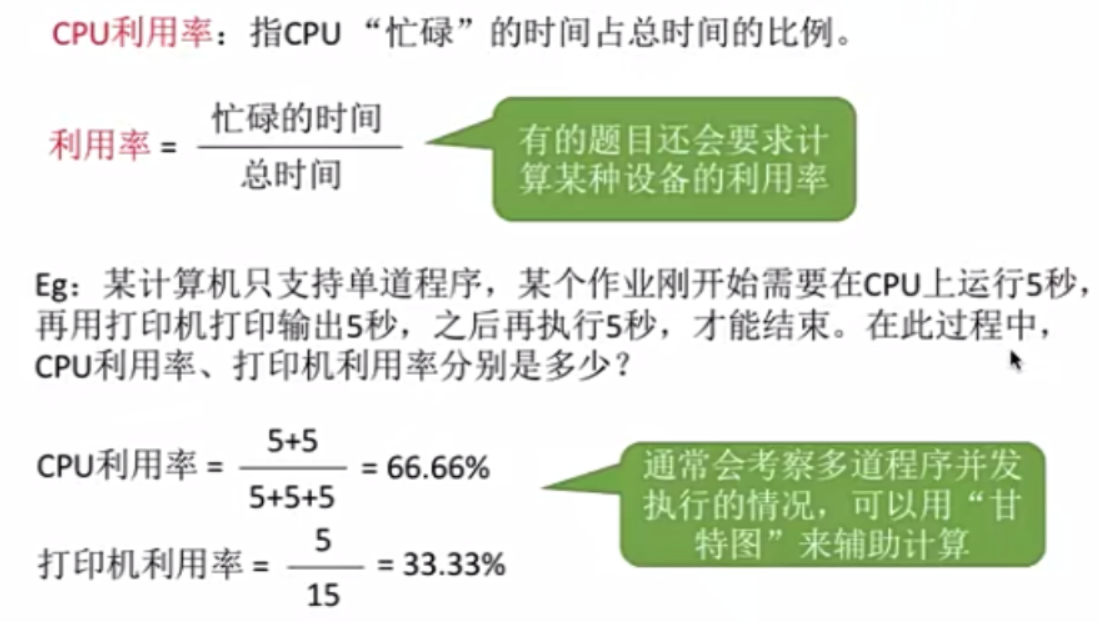 CPU利用率：指CPU “忙碌”的时间占总时间的比例。
利用率 = 忙碌的时间
总时间
有的题目还会要求计
算某种设备的利用率
Eg：某计算机只支持单道程序，某个作业刚开始需要在CPU上运行5秒，
再用打印机打印输出5秒，之后再执行5秒，才能结束。在此过程中，
CPU利用率、打印机利用率分别是多少？
CPU利用率 = 5+5
5+5+5
= 66.66%
通常会考察多道程序并发
执行的情况，可以用“甘
特图”来辅助计算
打印机利用率 = 5
15
= 33.33%